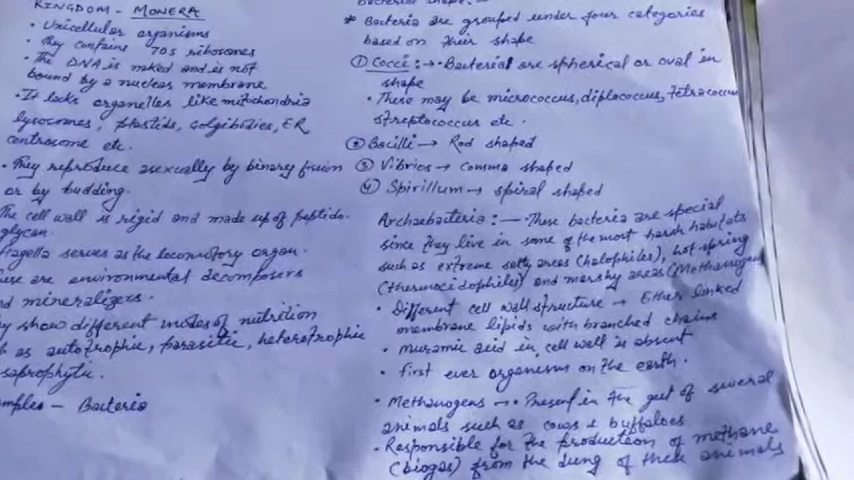 KINGDOM - MONERA
• Unicellular organisms
• They contains 70s ribosomes
• The DNA is naked and is not
bound by a nuclear membrane
• It lacks organelles like mitochondria
lysosomes, plastids, golgibodies, ER,
centrosome etc.
• They reproduce asexually by binary fission
or by budding.
The cell wall is rigid and made up of peptido-
glycan.
flagella serves as the locomotory organ.
are environmental decomposers
mineralizers.
show different modes of nutrition
as autotrophic, parasitic, heterotrophic
saprophytic.
- Bacteria
* Bacteria are grouped under four categories
based on their shape
① Cocci :→ Bacterial are spherical or oval in
shape
• These may be micrococcus, diplococcus, Tetracoccus
streptococcus etc.
② Bacilli → Rod shaped
③ Vibrios → Comma shaped
④ Spirillum → spiral shaped
Archaebacteria :— These bacteria are special
since they live in some of the most harsh habitats
such as extreme salty areas (halophiles), hot spring
(thermoacidophiles) and marshy areas (Methanogens
• Different cell wall structure → Ether linked
membrane lipids with branched chains
• muramic acid in cell wall is absent
• first ever organism on the earth.
• Methanogens → Present in the gut of several
animals such as cows & buffaloes
• Responsible for the production of methane
(biogas) from the dung of these animals